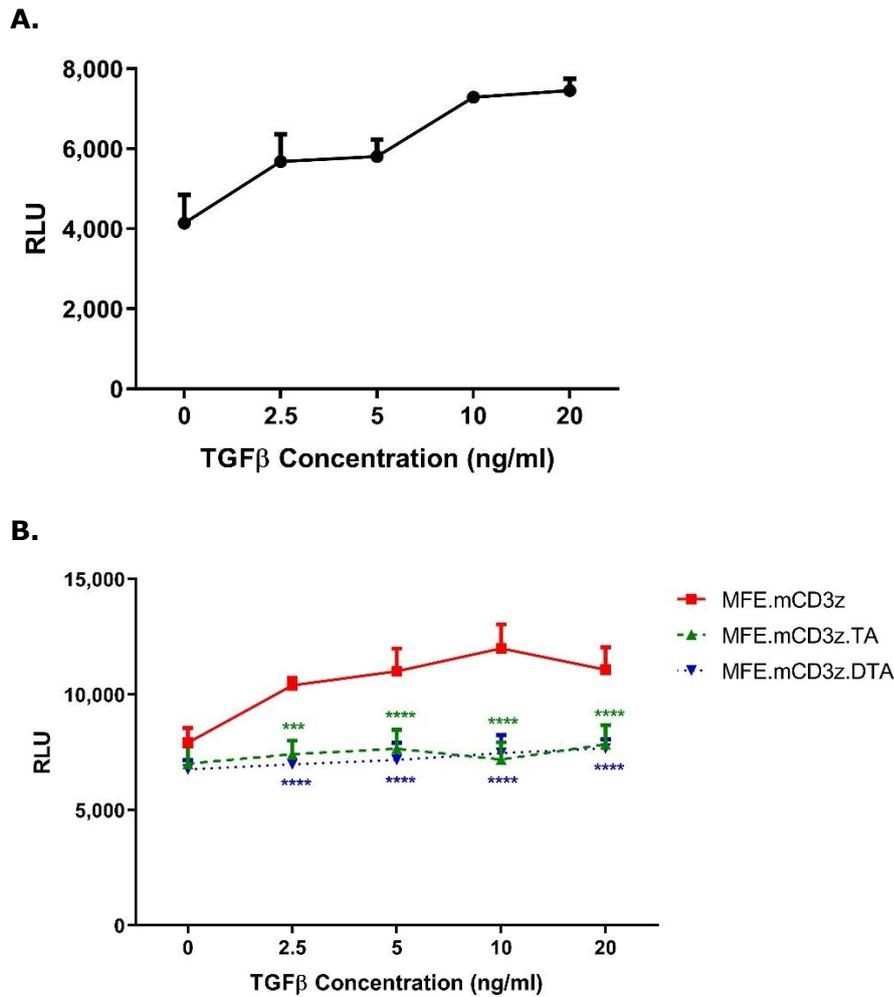 A.
8,000
6,000
4,000
2,000
0
RLU
0 2.5 5 10 20
TGFβ Concentration (ng/ml)
B.
15,000
10,000
5,000
0
RLU
*** **** **** ****
**** **** **** ****
0 2.5 5 10 20
TGFβ Concentration (ng/ml)
MFE.mCD3z
MFE.mCD3z.TA
MFE.mCD3z.DTA